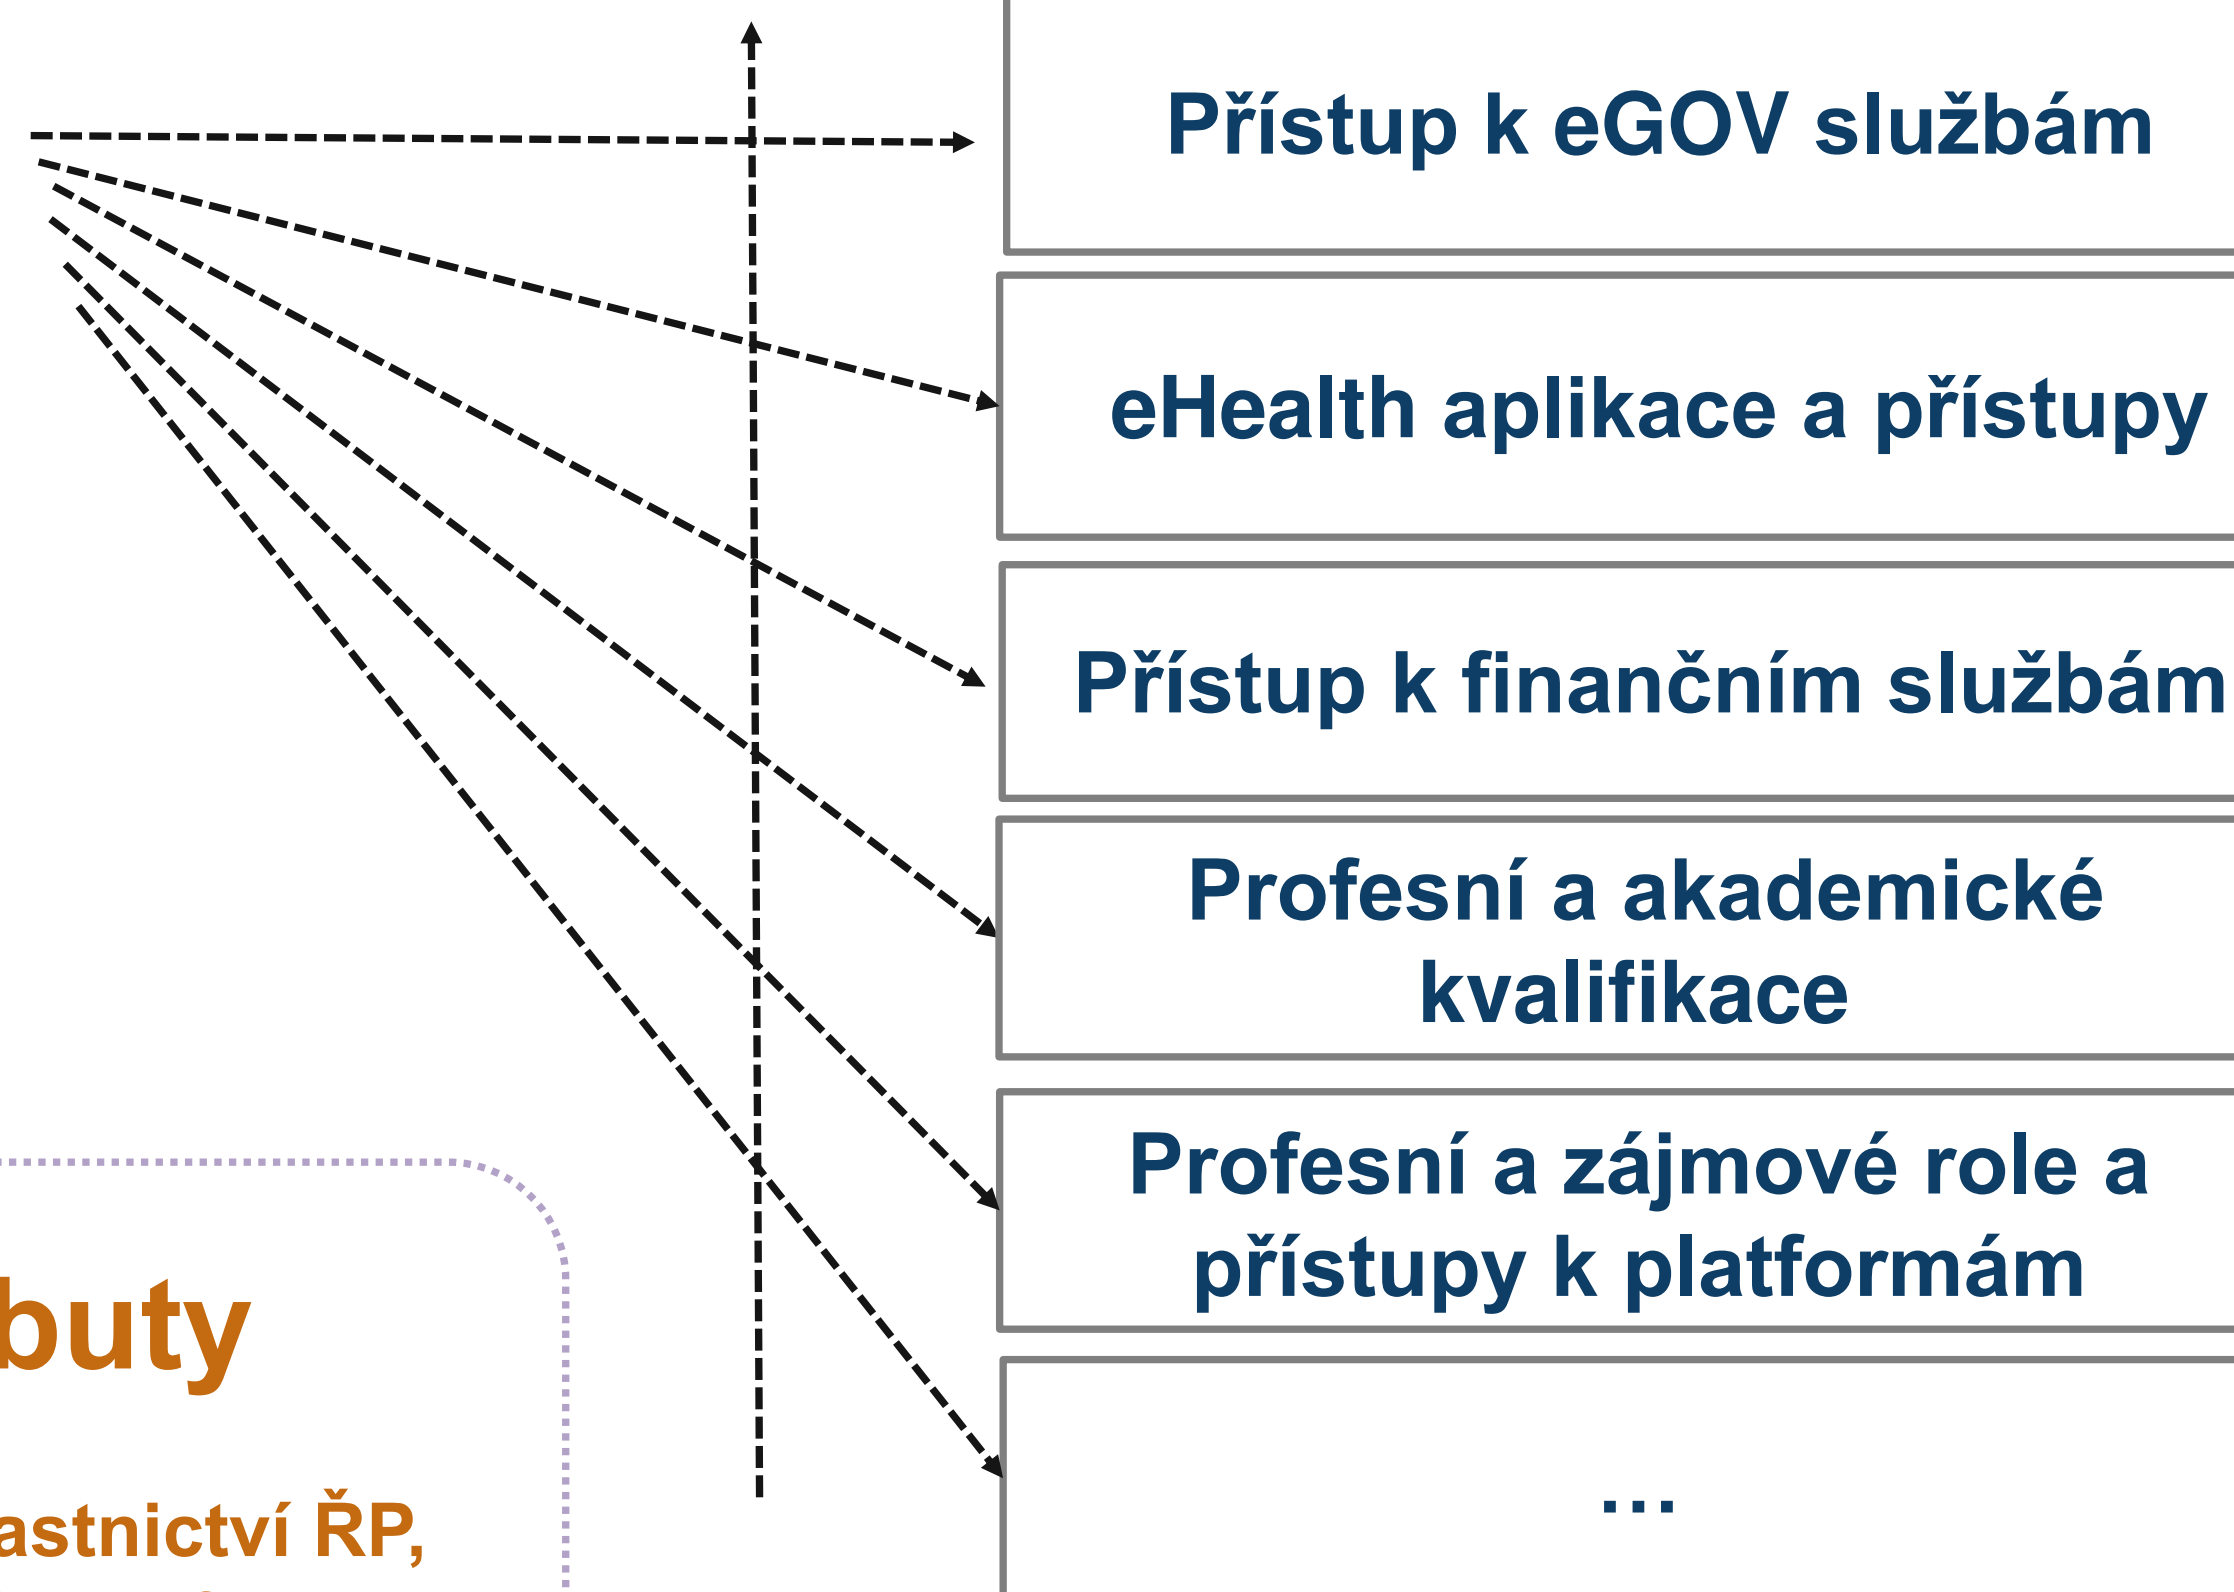 Přístup k eGOV službám
eHealth aplikace a přístupy
Přístup k finančním službám
Profesní a akademické
kvalifikace
Profesní a zájmové role a
přístupy k platformám
...
buty
astnictví ŘP,